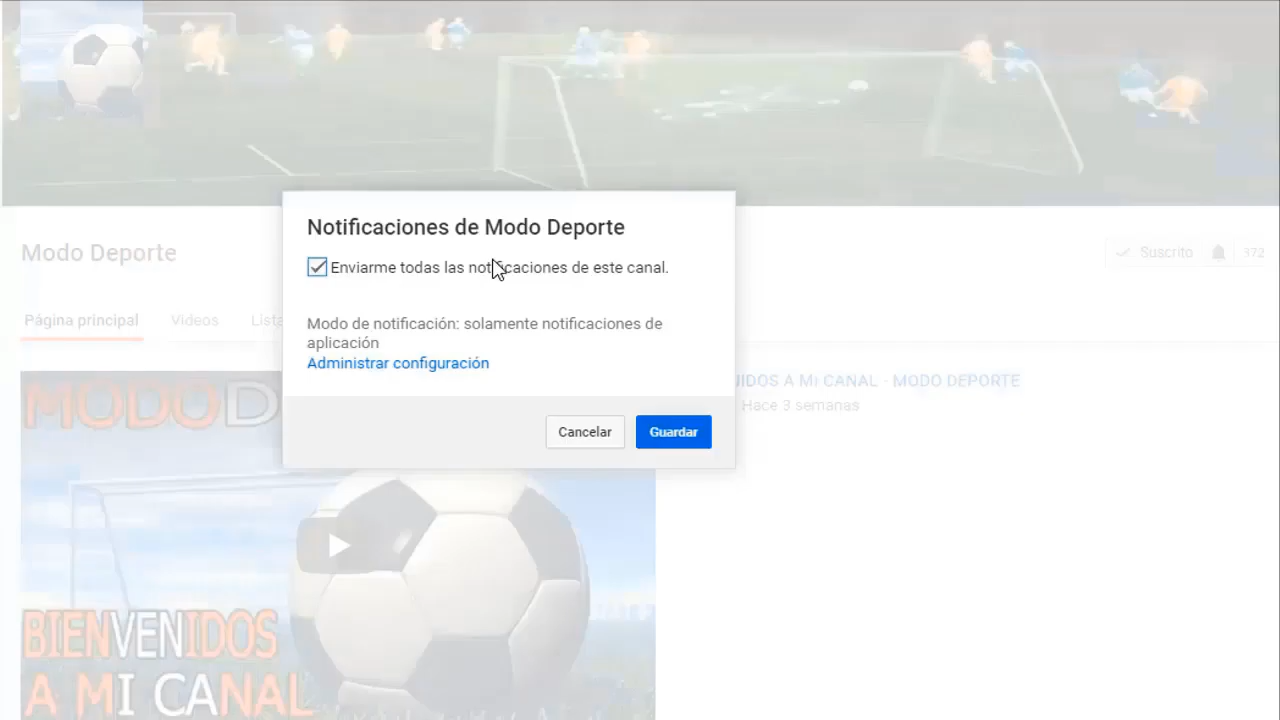 Notificaciones de Modo Deporte
Enviarme todas las notificaciones de este canal.
Modo de notificación: solamente notificaciones de
aplicación
Administrar configuración
Cancelar
Guardar
Modo Deporte
Suscrito
372
Página principal
Videos
Lista
MODO D
IDOS A MI CANAL - MODO DEPORTE
Hace 3 semanas
BIENVENIDOS
A MI CANAL